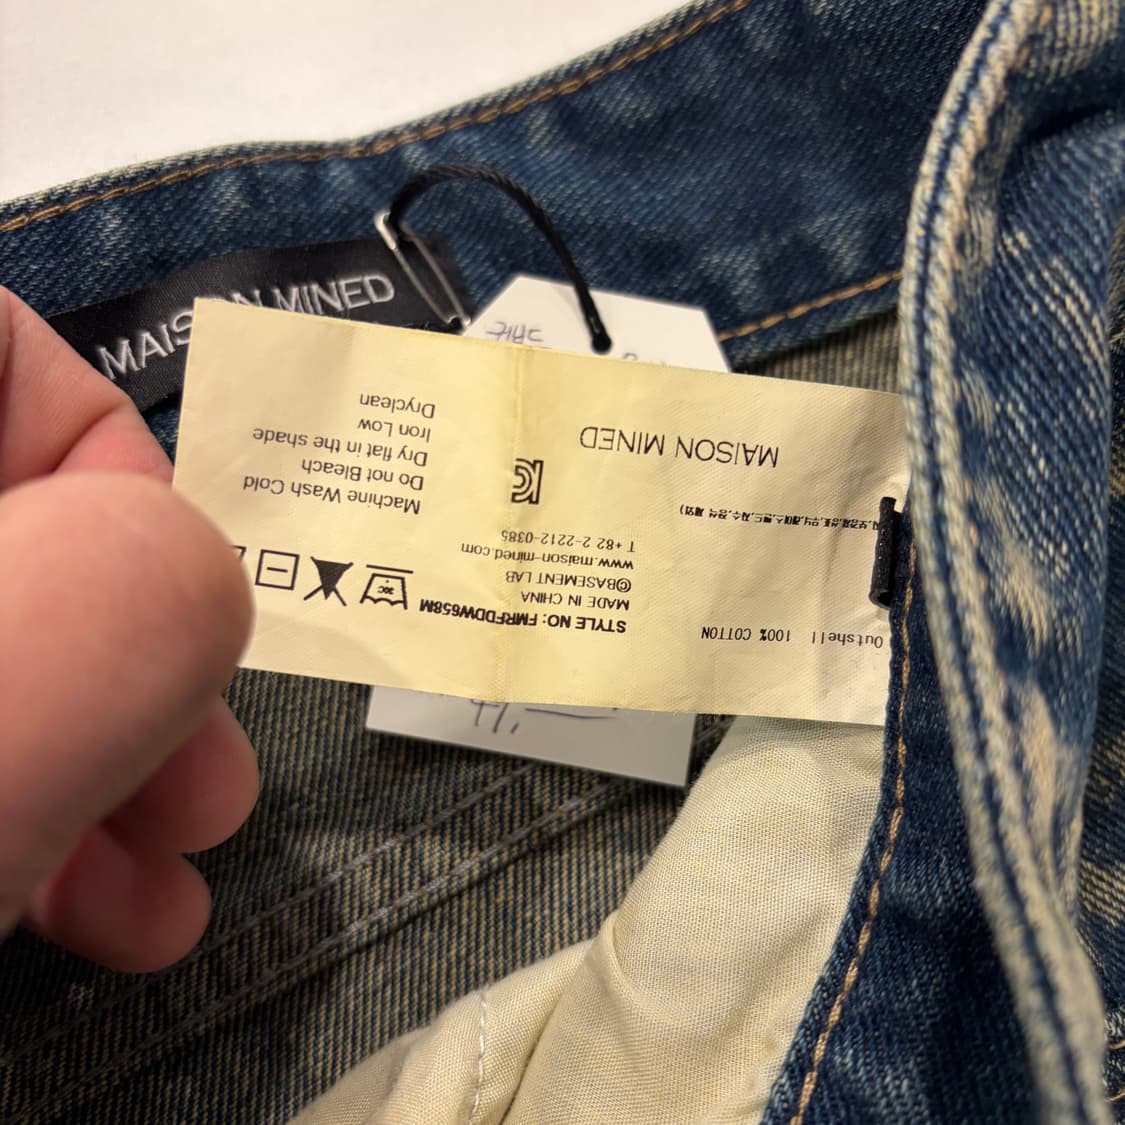 MAISON MINED
Outshell 100% COTTON
MAISON MINED
STYLE NO: FMRFDDW658M
MADE IN CHINA
©BASEMENT LAB
www.maison-mined.com
T +82 2-2212-0385
Machine Wash Cold
Do not Bleach
Dry flat in the shade
Iron Low
Dryclean